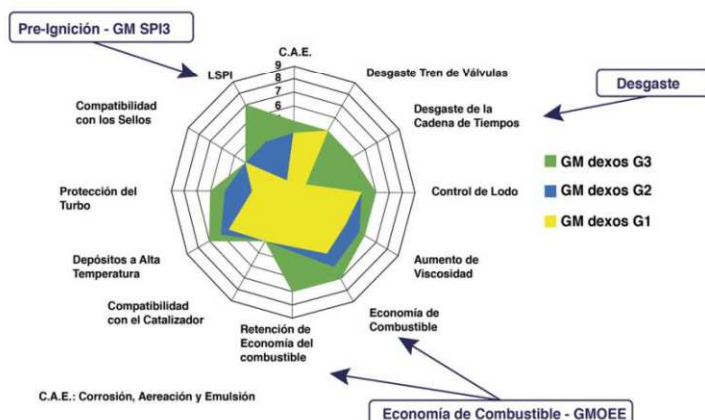 Pre-Ignición - GM SPI3
C.A.E.
9
8
7
6
LSPI
Desgaste Tren de Válvulas
Desgaste
Compatibilidad
con los Sellos
Desgaste de la
Cadena de Tiempos
GM dexos G3
Protección del
Turbo
Control de Lodo
GM dexos G2
GM dexos G1
Depósitos a Alta
Temperatura
Aumento de
Viscosidad
Compatibilidad
con el Catalizador
Retención de
Economía del
combustible
Economía de
Combustible
C.A.E.: Corrosión, Aereación y Emulsión
Economía de Combustible - GMOEE